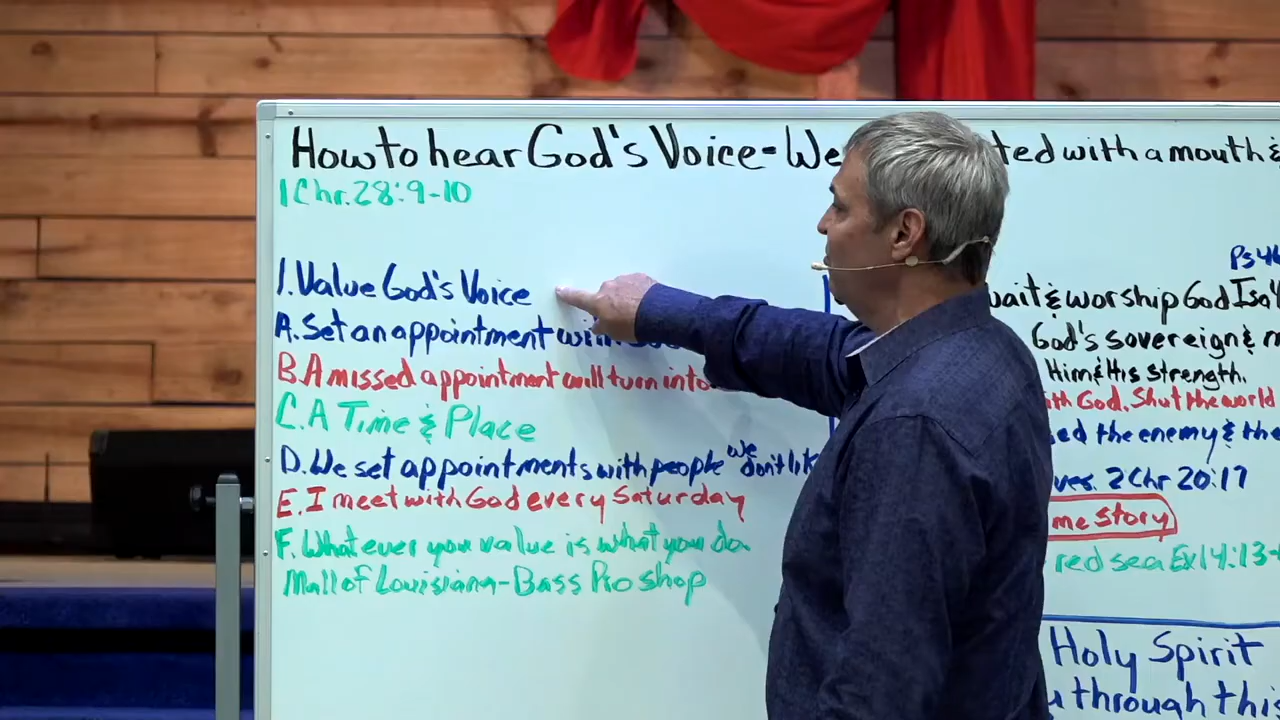 How to hear God's Voice - We ted with a mouth &
1 Chr. 28:9-10
1. Value God's Voice
A. Set an appointment with
B. A missed appointment will turn into
C. A Time & Place
D. We set appointments with people we don't lik
E. I meet with God every Saturday
F. Whatever you value is what you do
Mall of Louisiana - Bass Pro shop
Ps 46
wait & worship God Isa
God's sovereign &
Him & His strength.
th God. Shut the world
ed the enemy & the
ves. 2 Chr 20:17
me Story
red sea Ex 14:13-
Holy Spirit
u through this